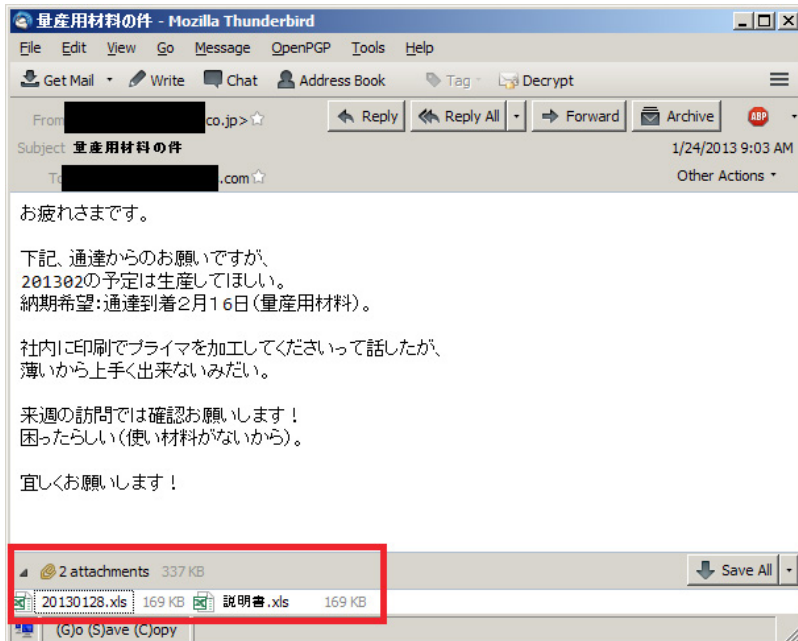 量産用材料の件 - Mozilla Thunderbird
File Edit View Go Message OpenPGP Tools Help
Get Mail Write Chat Address Book Tag Decrypt
From co.jp> Reply Reply All Forward Archive ABP
Subject 量産用材料の件 1/24/2013 9:03 AM
To .com Other Actions
お疲れさまです。
下記、通達からのお願いですが、
201302の予定は生産してほしい。
納期希望:通達到着2月16日(量産用材料)。
社内に印刷でプライマを加工してくださいって話したが、
薄いから上手く出来ないみだい。
来週の訪問では確認お願いします!
困ったらしい(使い材料がないから)。
宜しくお願いします!
2 attachments 337 KB Save All
20130128.xls 169 KB 説明書.xls 169 KB
(G)o (S)ave (C)opy